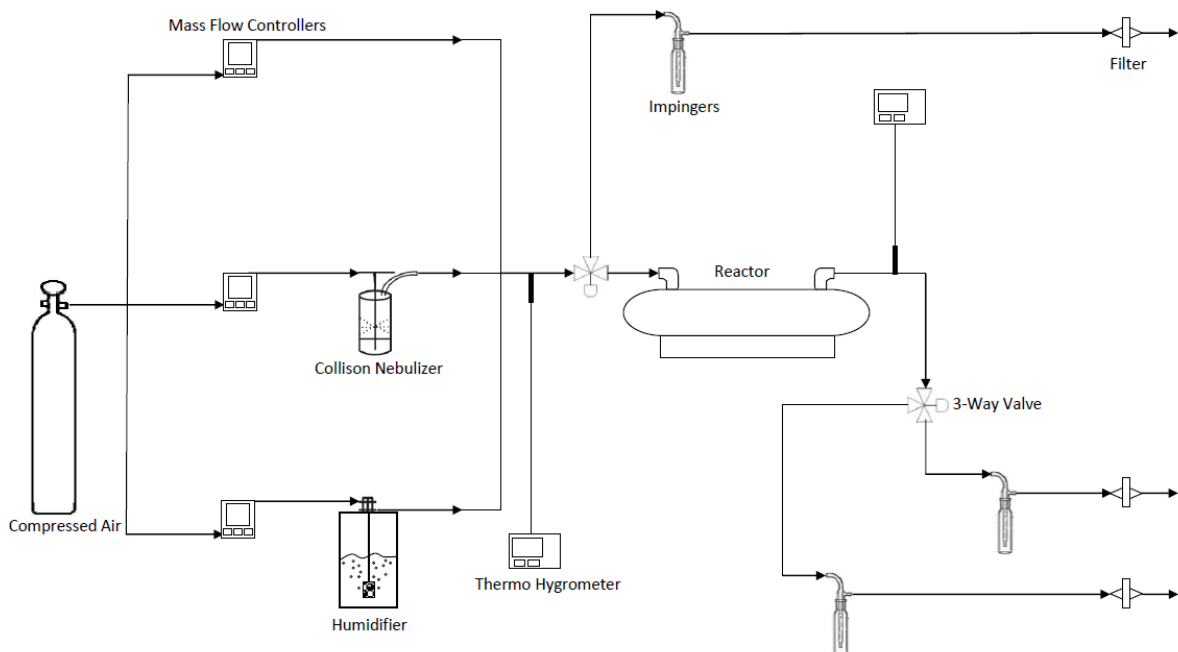 Mass Flow Controllers
Impingers
Filter
Reactor
Collison Nebulizer
3-Way Valve
Compressed Air
Thermo Hygrometer
Humidifier